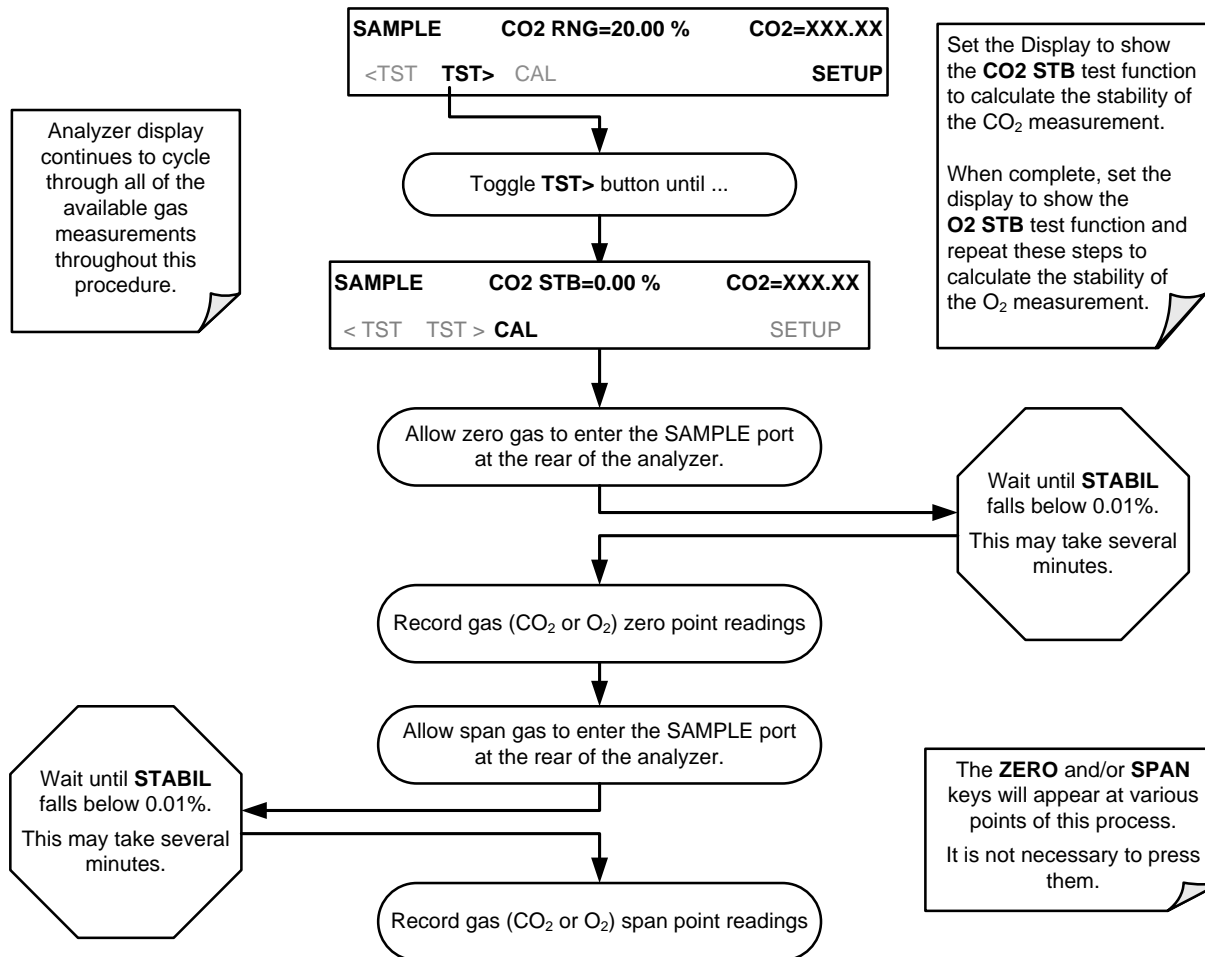 SAMPLE CO2 RNG=20.00 % CO2=XXX.XX
<TST TST> CAL SETUP
Set the Display to show
the CO2 STB test function
to calculate the stability of
the CO₂ measurement.
When complete, set the
display to show the
O2 STB test function and
repeat these steps to
calculate the stability of
the O₂ measurement.
Analyzer display
continues to cycle
through all of the
available gas
measurements
throughout this
procedure.
Toggle TST> button until ...
SAMPLE CO2 STB=0.00 % CO2=XXX.XX
< TST TST > CAL SETUP
Allow zero gas to enter the SAMPLE port
at the rear of the analyzer.
Wait until STABIL
falls below 0.01%.
This may take several
minutes.
Record gas (CO₂ or O₂) zero point readings
Allow span gas to enter the SAMPLE port
at the rear of the analyzer.
Wait until STABIL
falls below 0.01%.
This may take several
minutes.
The ZERO and/or SPAN
keys will appear at various
points of this process.
It is not necessary to press
them.
Record gas (CO₂ or O₂) span point readings